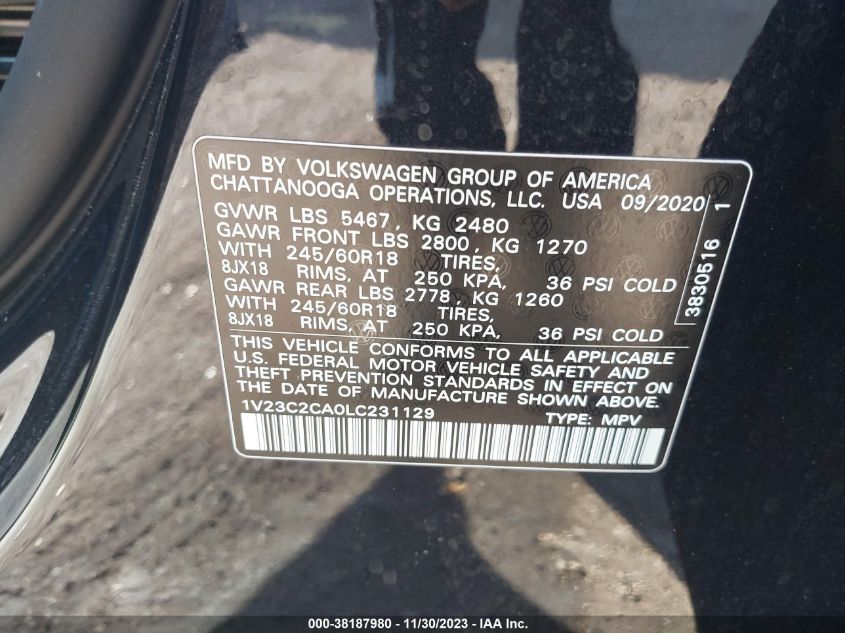 MFD BY VOLKSWAGEN GROUP OF AMERICA
CHATTANOOGA OPERATIONS, LLC. USA 09/2020
GVWR LBS 5467, KG 2480
GAWR FRONT LBS 2800, KG 1270
WITH 245/60R18 TIRES,
8JX18 RIMS, AT 250 KPA, 36 PSI COLD
GAWR REAR LBS 2778, KG 1260
WITH 245/60R18 TIRES,
8JX18 RIMS, AT 250 KPA, 36 PSI COLD
THIS VEHICLE CONFORMS TO ALL APPLICABLE
U.S. FEDERAL MOTOR VEHICLE SAFETY AND
THEFT PREVENTION STANDARDS IN EFFECT ON
THE DATE OF MANUFACTURE SHOWN ABOVE.
1V23C2CA0LC231129 TYPE: MPV
3830516 1
000-38187980 - 11/30/2023 - IAA Inc.